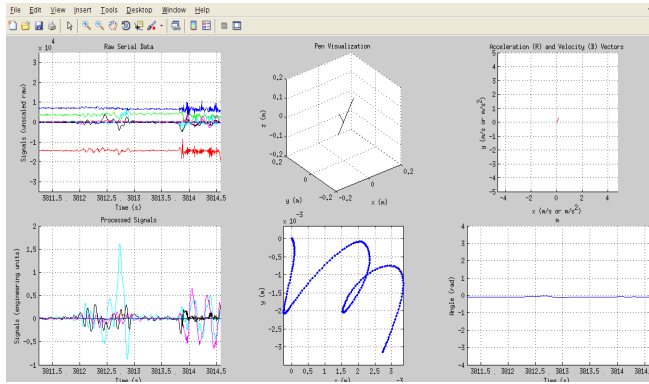 File Edit View Insert Tools Desktop Window Help
x 10^4
Raw Serial Data
Signals (unscaled raw)
3
2
1
0
-1
-2
-3
3811.5 3812 3812.5 3813 3813.5 3814 3814.5
Time (s)
Pen Visualization
z (m)
0.2
0.1
0
-0.1
-0.2
0.2
0
-0.2
-0.2
0
0.2
y (m)
x (m)
Acceleration (R) and Velocity (B) Vectors
y (m/s or m/s^2)
5
4
3
2
1
0
-1
-2
-3
-4
-5
-4 -2 0 2 4
x (m/s or m/s^2)
Processed Signals
Signals (engineering units)
2
1.5
1
0.5
0
-0.5
-1
3811.5 3812 3812.5 3813 3813.5 3814 3814.5
Time (s)
x 10^-3
y (m)
0
-0.5
-1
-1.5
-2
-2.5
-3
0 0.5 1 1.5 2 2.5 3
x (m)
m
Angle (rad)
4
3
2
1
0
-1
-2
-3
-4
3811.5 3812 3812.5 3813 3813.5 3814
Time (s)